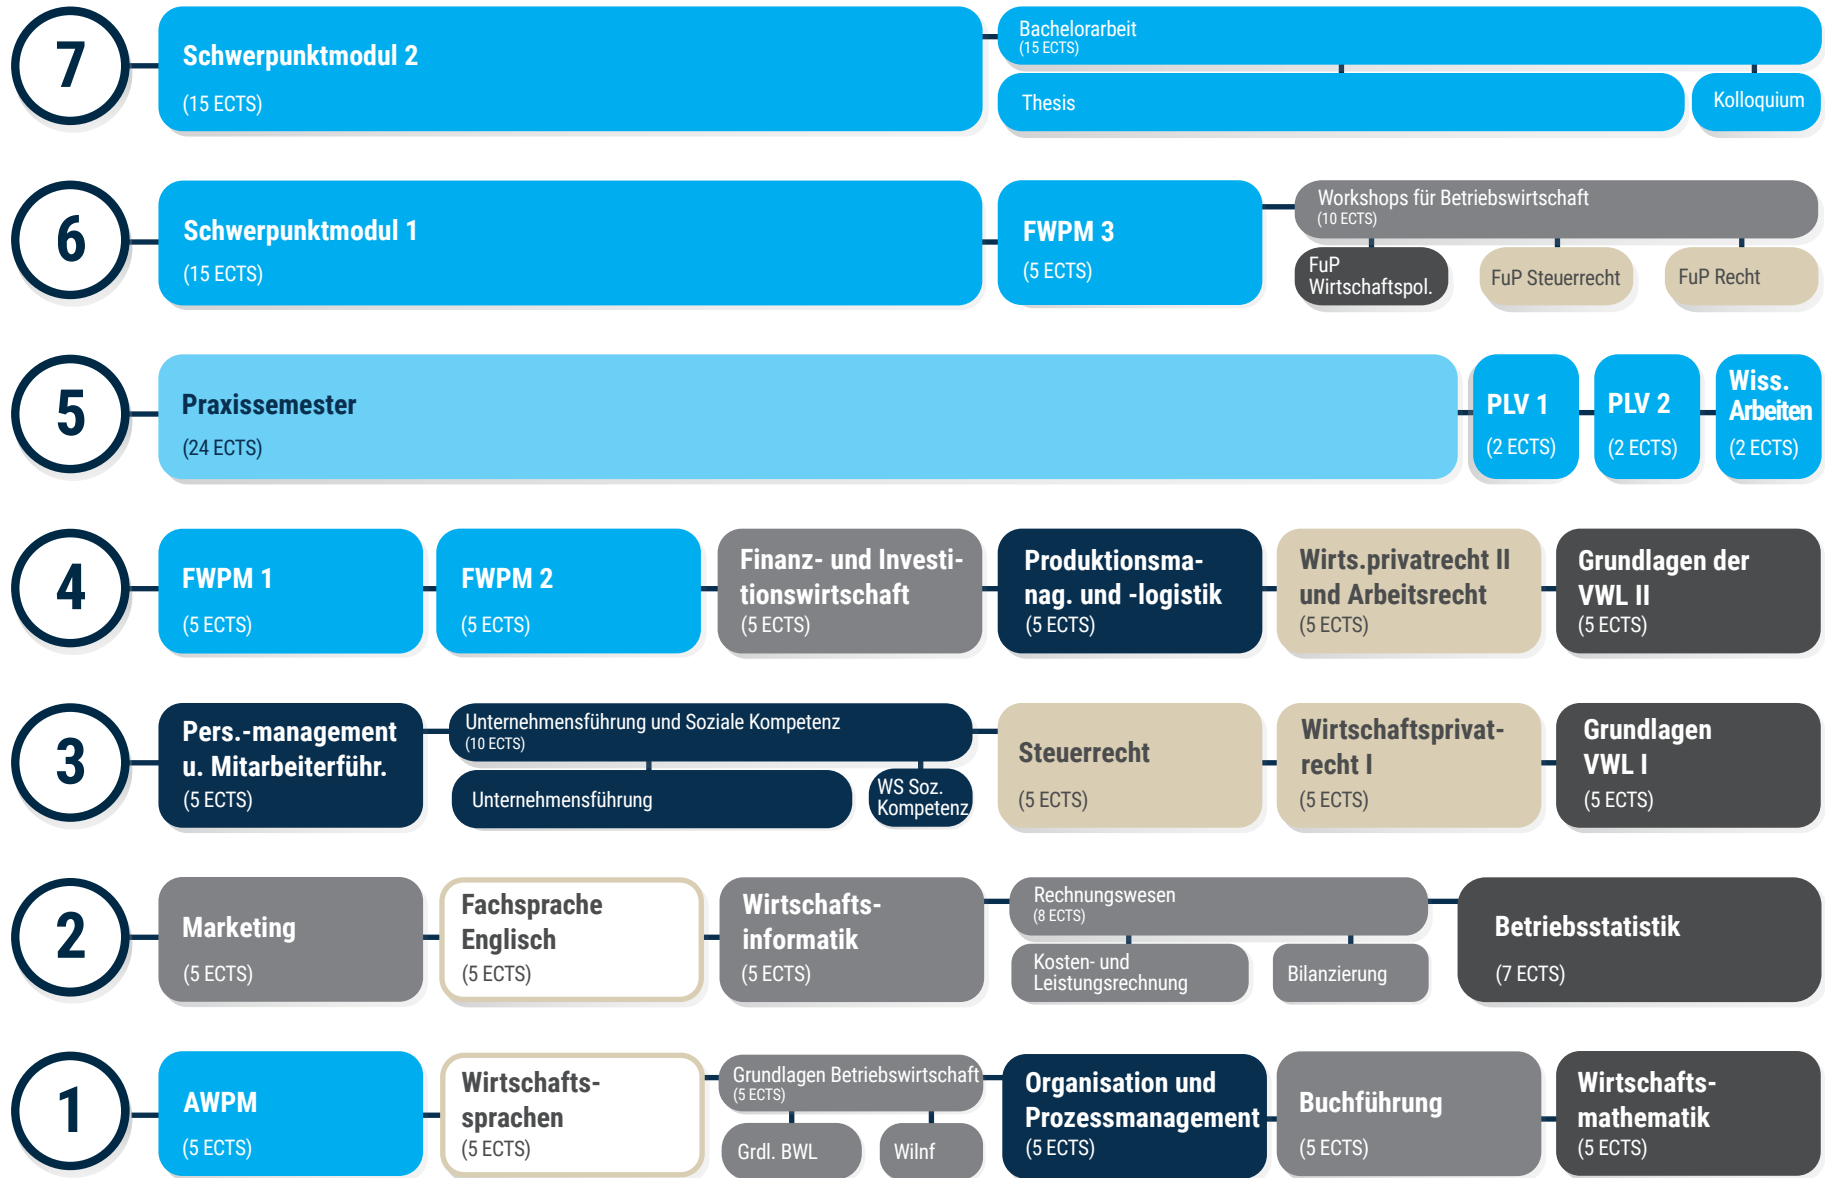 7
Schwerpunktmodul 2
(15 ECTS)
Bachelorarbeit
(15 ECTS)
Thesis
Kolloquium
6
Schwerpunktmodul 1
(15 ECTS)
FWPM 3
(5 ECTS)
Workshops für Betriebswirtschaft
(10 ECTS)
FuP
Wirtschaftspol.
FuP Steuerrecht
FuP Recht
5
Praxissemester
(24 ECTS)
PLV 1
(2 ECTS)
PLV 2
(2 ECTS)
Wiss.
Arbeiten
(2 ECTS)
4
FWPM 1
(5 ECTS)
FWPM 2
(5 ECTS)
Finanz- und Investi-
tionswirtschaft
(5 ECTS)
Produktionsma-
nag. und -logistik
(5 ECTS)
Wirts.privatrecht II
und Arbeitsrecht
(5 ECTS)
Grundlagen der
VWL II
(5 ECTS)
3
Pers.-management
u. Mitarbeiterführ.
(5 ECTS)
Unternehmensführung und Soziale Kompetenz
(10 ECTS)
Unternehmensführung
WS Soz.
Kompetenz
Steuerrecht
(5 ECTS)
Wirtschaftsprivat-
recht I
(5 ECTS)
Grundlagen
VWL I
(5 ECTS)
2
Marketing
(5 ECTS)
Fachsprache
Englisch
(5 ECTS)
Wirtschafts-
informatik
(5 ECTS)
Rechnungswesen
(8 ECTS)
Kosten- und
Leistungsrechnung
Bilanzierung
Betriebsstatistik
(7 ECTS)
1
AWPM
(5 ECTS)
Wirtschafts-
sprachen
(5 ECTS)
Grundlagen Betriebswirtschaft
(5 ECTS)
Grdl. BWL
WiInf
Organisation und
Prozessmanagement
(5 ECTS)
Buchführung
(5 ECTS)
Wirtschafts-
mathematik
(5 ECTS)